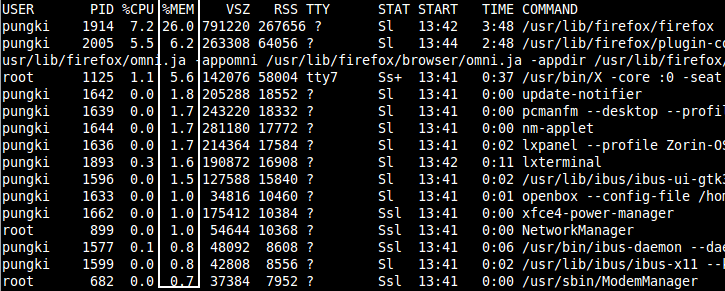 USER       PID %CPU %MEM    VSZ   RSS TTY      STAT START   TIME COMMAND
pungki    1914  7.2 26.0 791220 267656 ?       Sl   13:42   3:48 /usr/lib/firefox/firefox
pungki    2005  5.5  6.2 263308 64056 ?        Sl   13:44   2:48 /usr/lib/firefox/plugin-co
usr/lib/firefox/omni.ja -appomni /usr/lib/firefox/browser/omni.ja -appdir /usr/lib/firefox/
root      1125  1.1  5.6 142076 58004 tty7     Ss+  13:41   0:37 /usr/bin/X -core :0 -seat
pungki    1642  0.0  1.8 205288 18552 ?        Sl   13:41   0:00 update-notifier
pungki    1639  0.0  1.7 243220 18332 ?        Sl   13:41   0:00 pcmanfm --desktop --profil
pungki    1644  0.0  1.7 281180 17772 ?        Sl   13:41   0:00 nm-applet
pungki    1636  0.0  1.7 214364 17584 ?        Sl   13:41   0:02 lxpanel --profile Zorin-OS
pungki    1893  0.3  1.6 190872 16908 ?        Sl   13:42   0:11 lxterminal
pungki    1596  0.0  1.5 127588 15840 ?        Sl   13:41   0:02 /usr/lib/ibus/ibus-ui-gtk3
pungki    1633  0.0  1.0  34816 10460 ?        Sl   13:41   0:01 openbox --config-file /hom
pungki    1662  0.0  1.0 175412 10384 ?        Ssl  13:41   0:00 xfce4-power-manager
root       899  0.0  1.0  54644 10368 ?        Ssl  13:41   0:00 NetworkManager
pungki    1577  0.1  0.8  48092  8608 ?        Ssl  13:41   0:06 /usr/bin/ibus-daemon --dae
pungki    1599  0.0  0.8  42808  8556 ?        Sl   13:41   0:02 /usr/lib/ibus/ibus-x11 --k
root       682  0.0  0.7  37384  7952 ?        Ssl  13:41   0:00 /usr/sbin/ModemManager